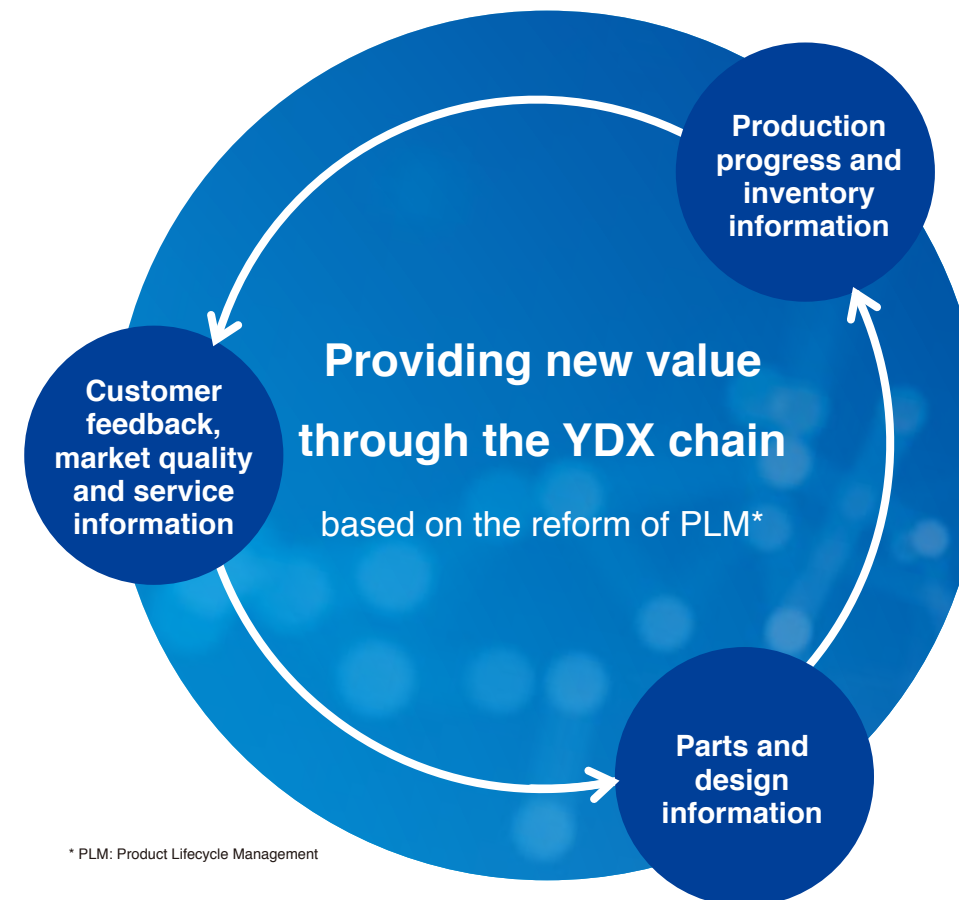 Production
progress and
inventory
information
Providing new value
through the YDX chain
based on the reform of PLM*
Customer
feedback,
market quality
and service
information
Parts and
design
information
* PLM: Product Lifecycle Management